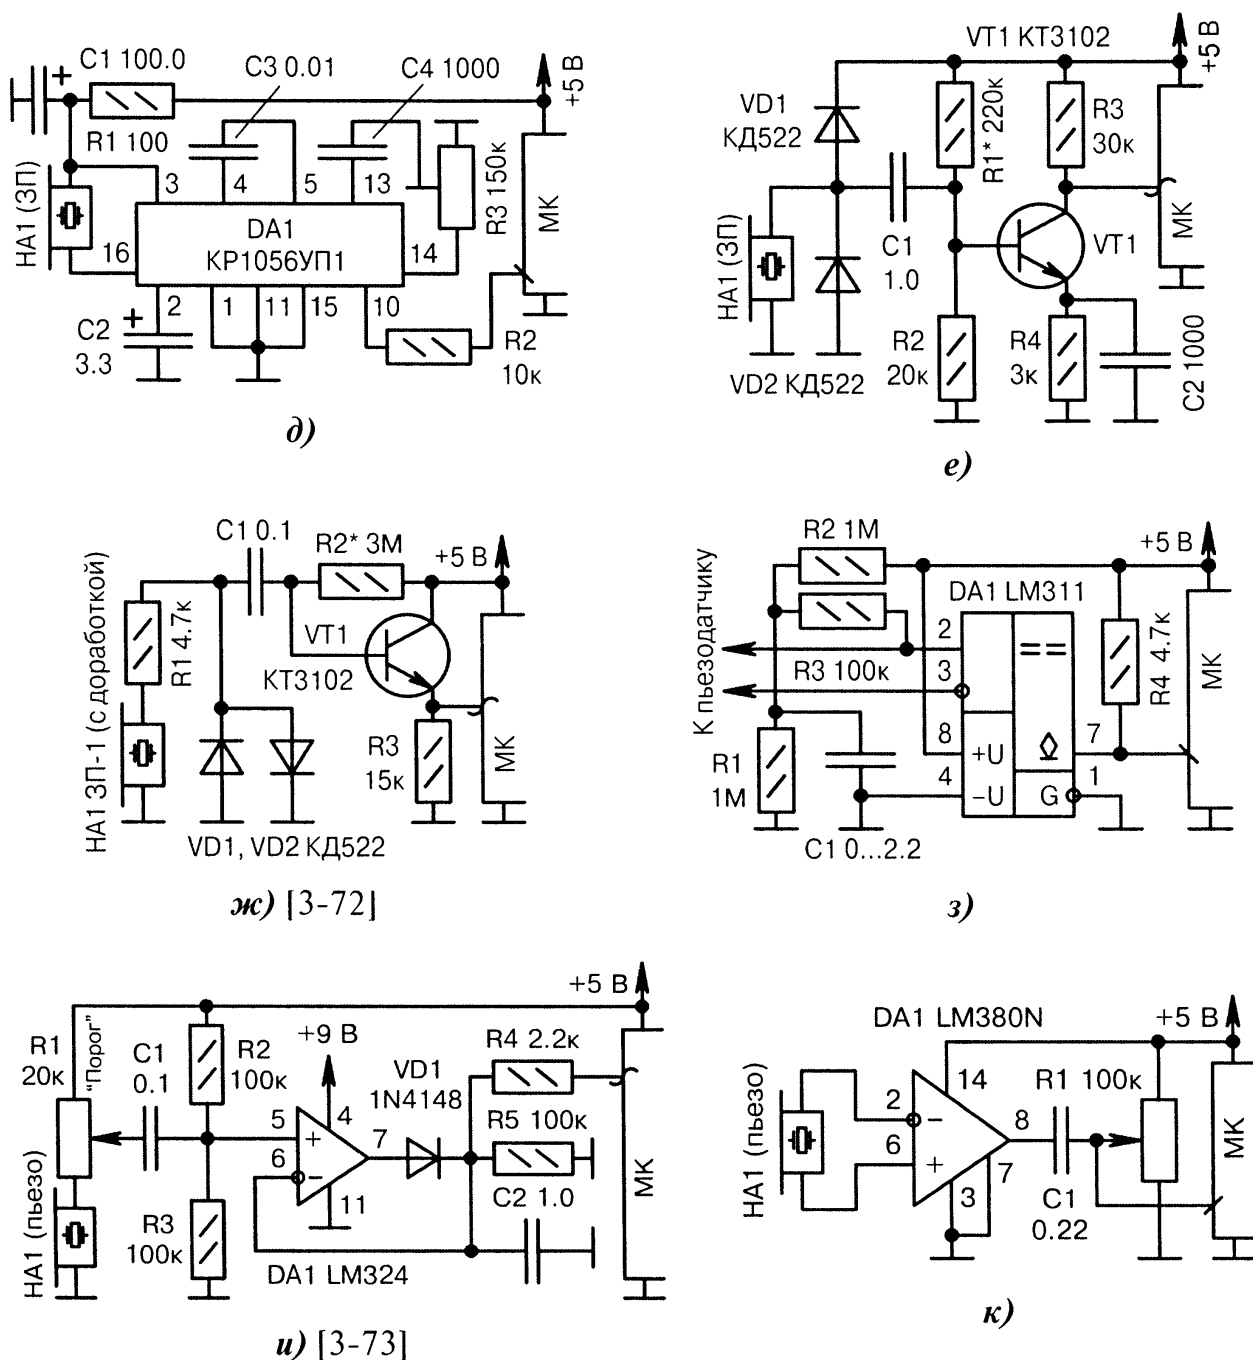 C1 100.0
C3 0.01
C4 1000
+5 В
+
R1 100
3
4
5
13
R3 150к
МК
HA1 (ЗП)
DA1
КР1056УП1
16
14
2
1
11
15
10
+
C2
3.3
R2
10к
д)
VT1 КТ3102
+5 В
VD1
КД522
R1* 220к
R3
30к
МК
HA1 (ЗП)
C1
1.0
VT1
R2
20к
R4
3к
C2 1000
VD2 КД522
е)
C1 0.1
R2* 3М
+5 В
HA1 ЗП-1 (с доработкой)
R1 4.7к
VT1
КТ3102
R3
15к
МК
VD1, VD2 КД522
ж) [3-72]
R2 1М
+5 В
DA1 LM311
К пьезодатчику
R3 100к
2
3
==
R4 4.7к
МК
8
+U
7
R1
1М
4
−U
G
1
C1 0...2.2
з)
+5 В
R1
20к
"Порог"
C1
0.1
R2
100к
+9 В
VD1
1N4148
R4 2.2к
5
+
4
7
R5 100к
6
−
11
C2 1.0
МК
HA1 (пьезо)
R3
100к
DA1 LM324
и) [3-73]
DA1 LM380N
+5 В
HA1 (пьезо)
14
R1 100к
2
−
8
МК
6
+
7
3
C1
0.22
к)